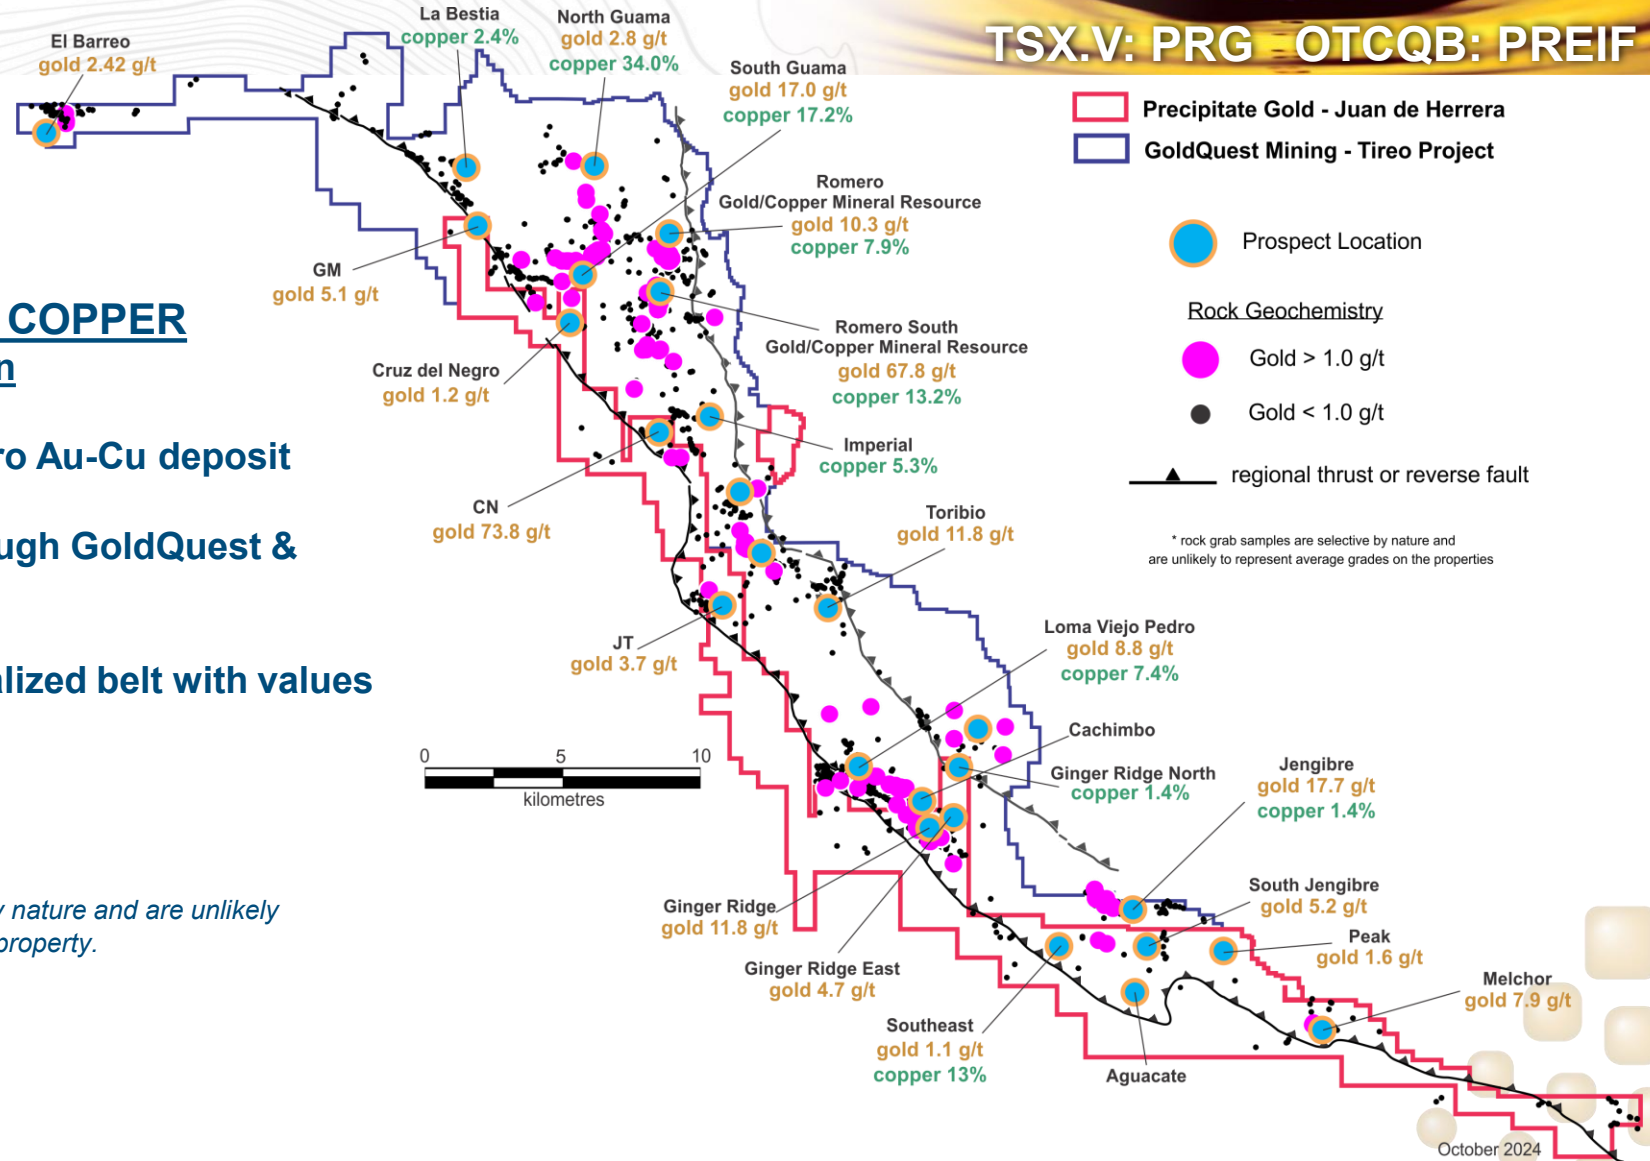 TSX.V: PRG OTCQB: PREIF
COPPER
n
ro Au-Cu deposit
ugh GoldQuest &
alized belt with values
y nature and are unlikely
property.
El Barreo
gold 2.42 g/t
La Bestia
copper 2.4%
North Guama
gold 2.8 g/t
copper 34.0%
South Guama
gold 17.0 g/t
copper 17.2%
Romero
Gold/Copper Mineral Resource
gold 10.3 g/t
copper 7.9%
GM
gold 5.1 g/t
Romero South
Gold/Copper Mineral Resource
gold 67.8 g/t
copper 13.2%
Cruz del Negro
gold 1.2 g/t
Imperial
copper 5.3%
CN
gold 73.8 g/t
Toribio
gold 11.8 g/t
JT
gold 3.7 g/t
Loma Viejo Pedro
gold 8.8 g/t
copper 7.4%
Cachimbo
Ginger Ridge North
copper 1.4%
Jengibre
gold 17.7 g/t
copper 1.4%
South Jengibre
gold 5.2 g/t
Ginger Ridge
gold 11.8 g/t
Peak
gold 1.6 g/t
Ginger Ridge East
gold 4.7 g/t
Melchor
gold 7.9 g/t
Southeast
gold 1.1 g/t
copper 13%
Aguacate
0 5 10
kilometres
Precipitate Gold - Juan de Herrera
GoldQuest Mining - Tireo Project
Prospect Location
Rock Geochemistry
Gold > 1.0 g/t
Gold < 1.0 g/t
regional thrust or reverse fault
* rock grab samples are selective by nature and
are unlikely to represent average grades on the properties
October 2024